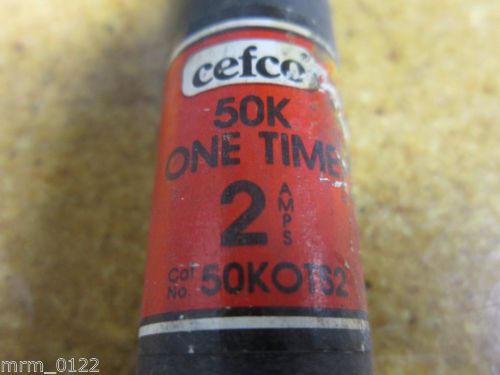 cefco
50K
ONE TIME
2 AMPS
Cat No. 50KOTS2
mrm_0122